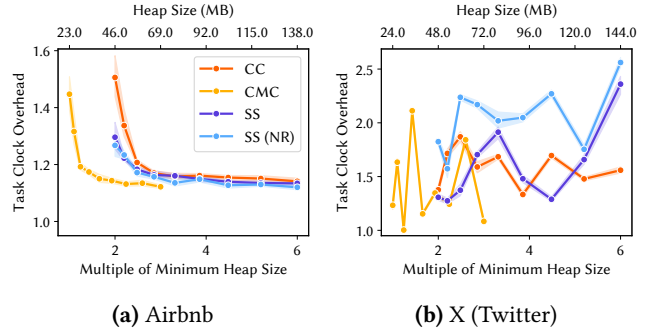 Heap Size (MB)
23.0 46.0 69.0 92.0 115.0 138.0
Task Clock Overhead
1.6
1.4
1.2
1.0
CC
CMC
SS
SS (NR)
2 4 6
Multiple of Minimum Heap Size
(a) Airbnb
Heap Size (MB)
24.0 48.0 72.0 96.0 120.0 144.0
Task Clock Overhead
2.5
2.0
1.5
1.0
2 4 6
Multiple of Minimum Heap Size
(b) X (Twitter)